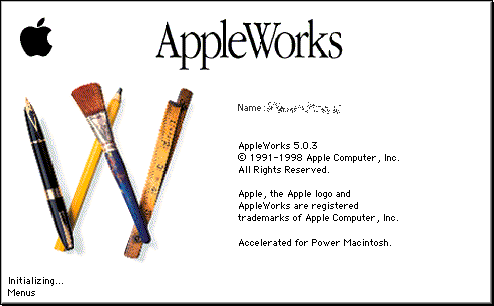 AppleWorks
Name:
AppleWorks 5.0.3
© 1991-1998 Apple Computer, Inc.
All Rights Reserved.
Apple, the Apple logo and
AppleWorks are registered
trademarks of Apple Computer, Inc.
Accelerated for Power Macintosh.
Initializing...
Menus